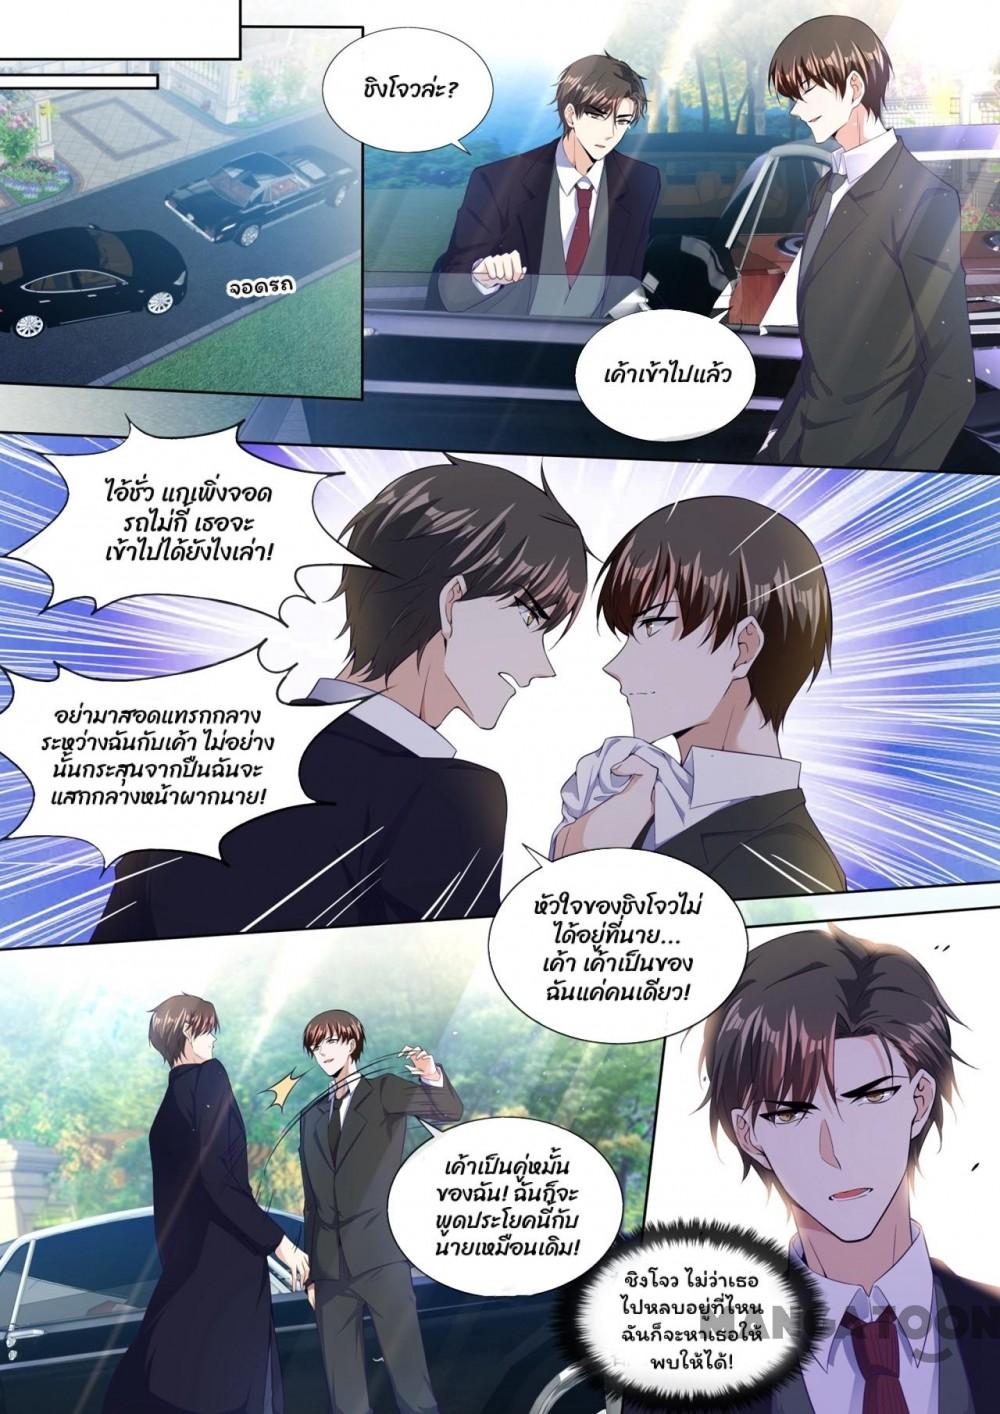 ชิงโจวล่ะ?
จอดรถ
เค้าเข้าไปแล้ว
ไอ้ชั่ว แกเพิ่งจอด
รถไม่กี้ เธอจะ
เข้าไปได้ยังไงเล่า!
อย่ามาสอดแทรกกลาง
ระหว่างฉันกับเค้า ไม่อย่าง
นั้นกระสุนจากปืนฉันจะ
แสกกลางหน้าผากนาย!
หัวใจของชิงโจวไม่
ได้อยู่ที่นาย...
เค้า เค้าเป็นของ
ฉันแค่คนเดียว!
เค้าเป็นคู่หมั้น
ของฉัน! ฉันก็จะ
พูดประโยคนี้กับ
นายเหมือนเดิม!
ชิงโจว ไม่ว่าเธอ
ไปหลบอยู่ที่ไหน
ฉันก็จะหาเธอให้
พบให้ได้!
MANGATOON